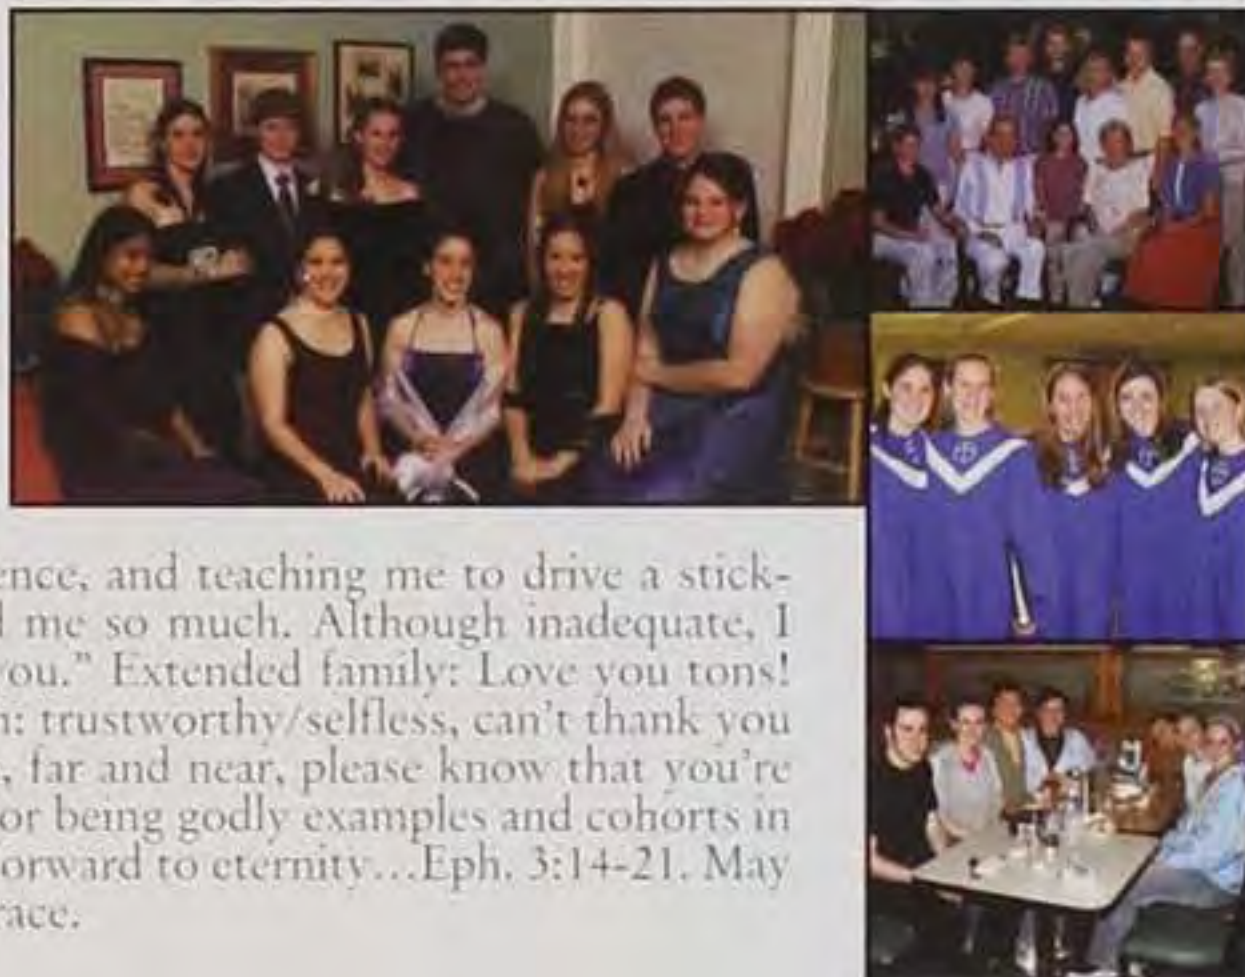 ence, and teaching me to drive a stick-
me so much. Although inadequate, I
ou." Extended family: Love you tons!
: trustworthy/selfless, can't thank you
, far and near, please know that you're
or being godly examples and cohorts in
orward to eternity...Eph. 3:14-21. May
race.